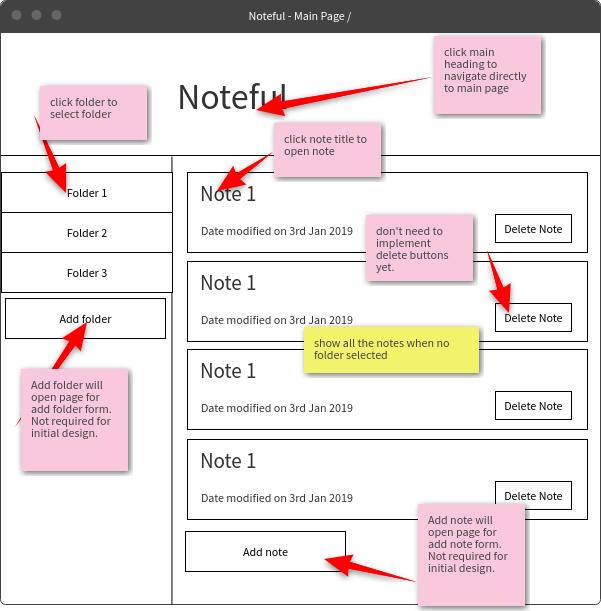 Noteful - Main Page /
click main
heading to
navigate directly
to main page
Noteful
click folder to
select folder
click note title to
open note
Folder 1
Folder 2
Folder 3
Add folder
Add folder will
open page for
add folder form.
Not required for
initial design.
Note 1
Date modified on 3rd Jan 2019
Delete Note
don't need to
implement
delete buttons
yet.
Note 1
Date modified on 3rd Jan 2019
Delete Note
show all the notes when no
folder selected
Note 1
Date modified on 3rd Jan 2019
Delete Note
Note 1
Date modified on 3rd Jan 2019
Delete Note
Add note
Add note will
open page for
add note form.
Not required for
initial design.